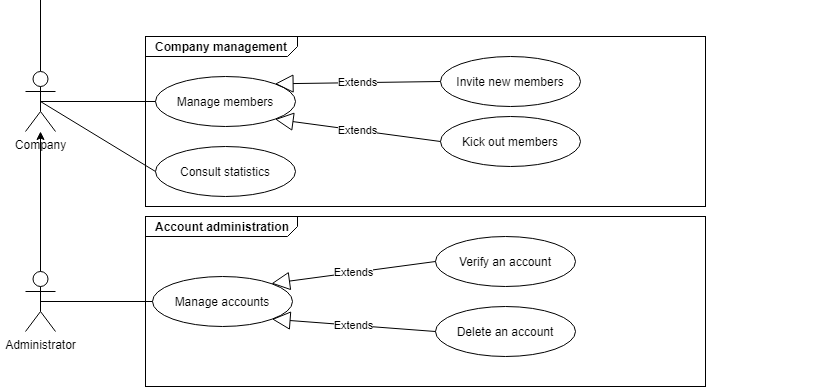 Company management
Manage members
Extends
Invite new members
Extends
Kick out members
Company
Consult statistics
Account administration
Manage accounts
Extends
Verify an account
Extends
Delete an account
Administrator